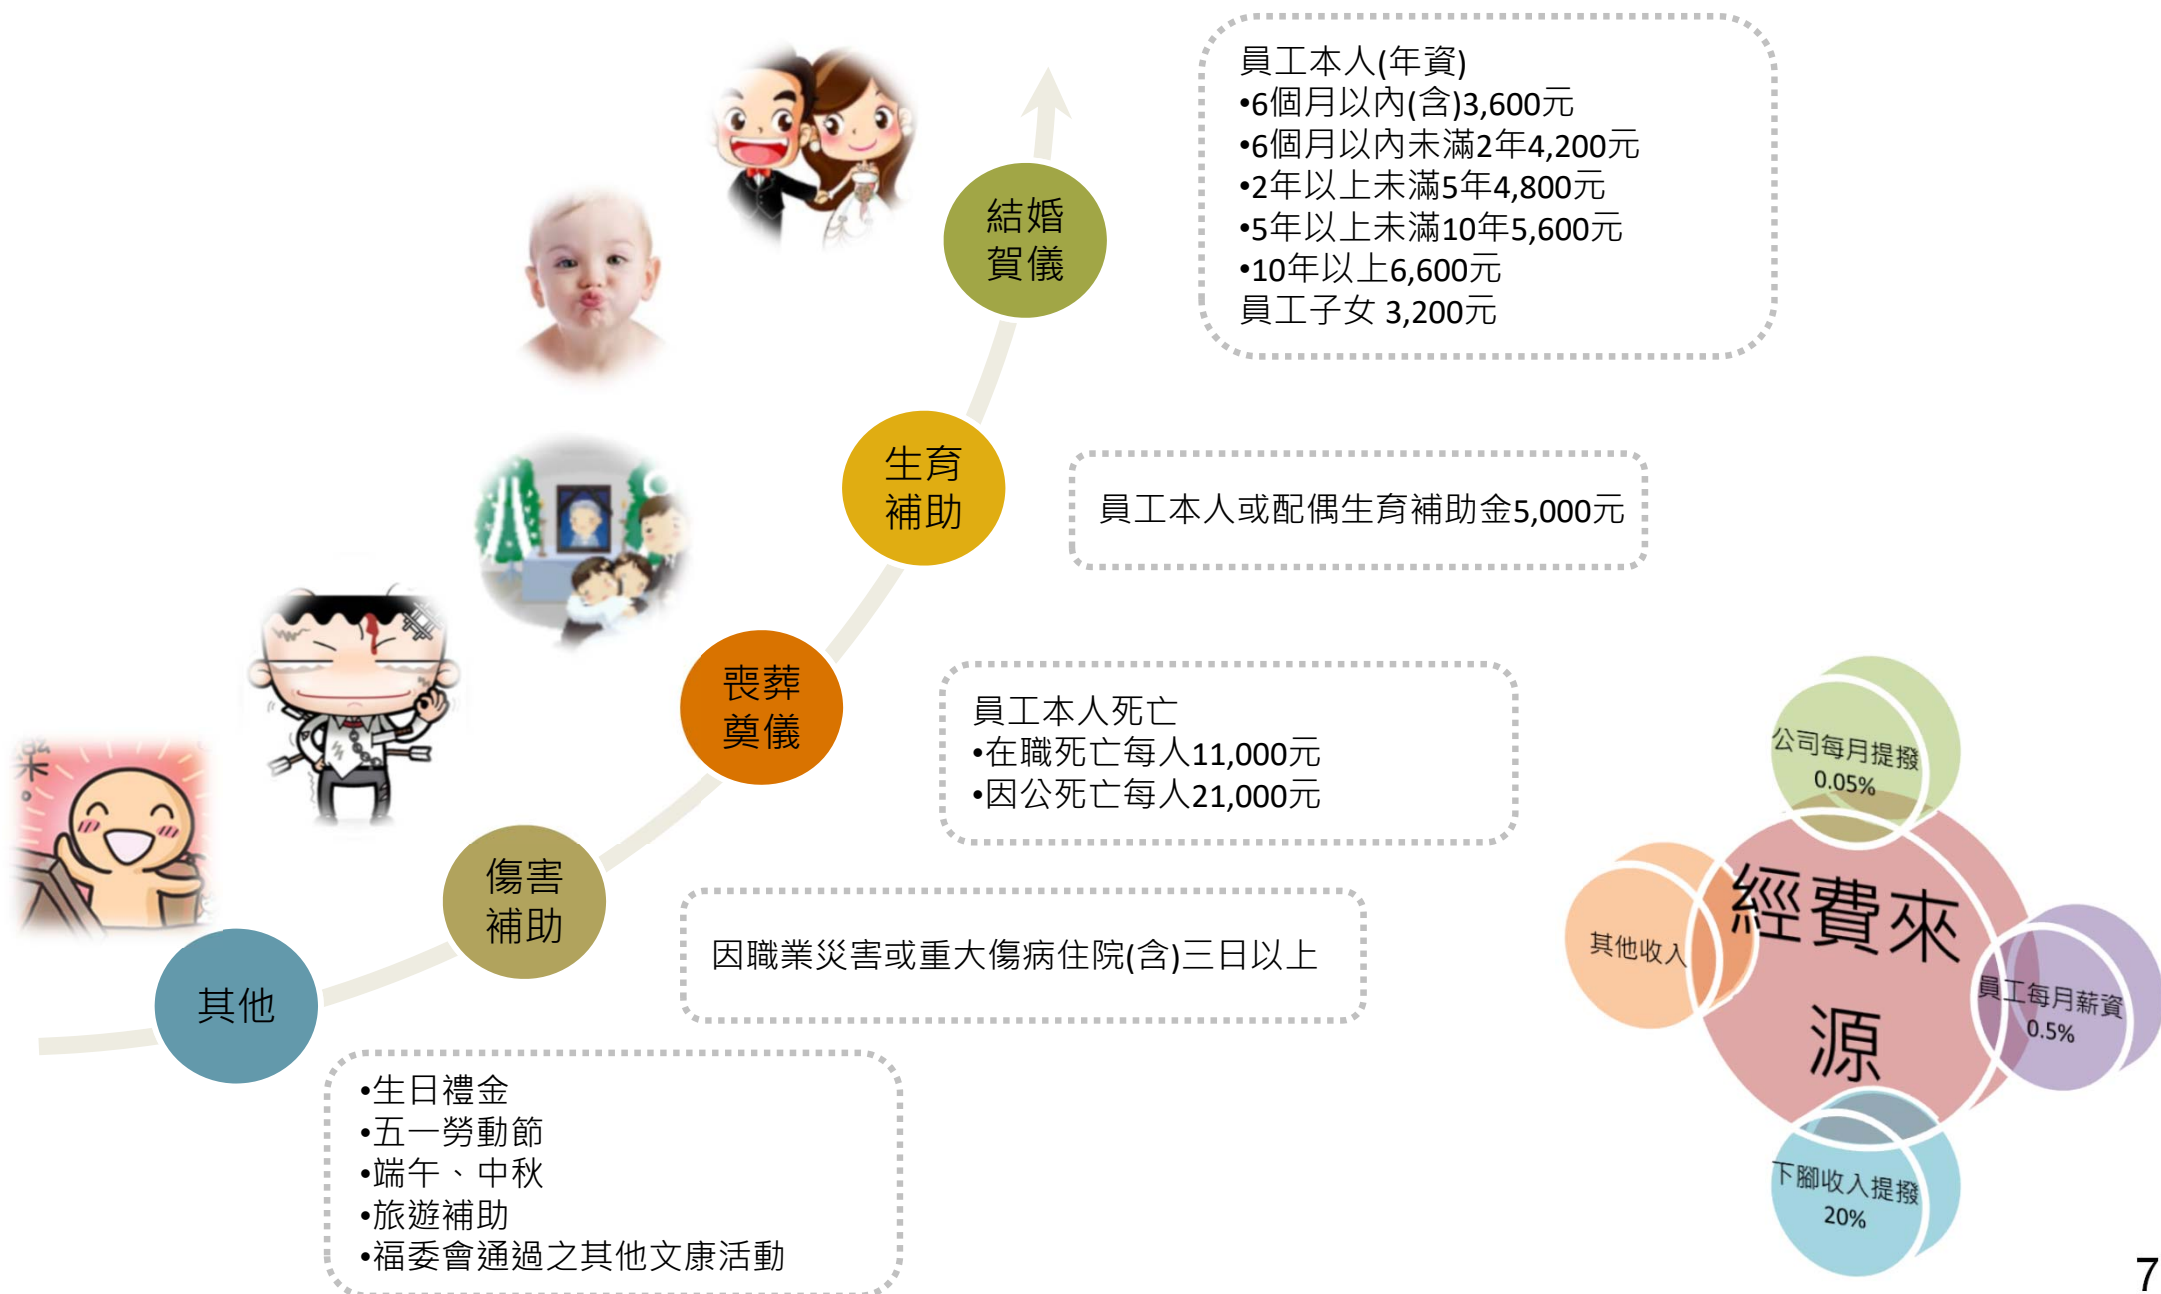 結婚
賀儀
員工本人(年資)
•6個月以內(含)3,600元
•6個月以內未滿2年4,200元
•2年以上未滿5年4,800元
•5年以上未滿10年5,600元
•10年以上6,600元
員工子女 3,200元
生育
補助
員工本人或配偶生育補助金5,000元
喪葬
奠儀
員工本人死亡
•在職死亡每人11,000元
•因公死亡每人21,000元
傷害
補助
因職業災害或重大傷病住院(含)三日以上
其他
•生日禮金
•五一勞動節
•端午、中秋
•旅遊補助
•福委會通過之其他文康活動
公司每月提撥
0.05%
經費來
源
其他收入
員工每月薪資
0.5%
下腳收入提撥
20%
7